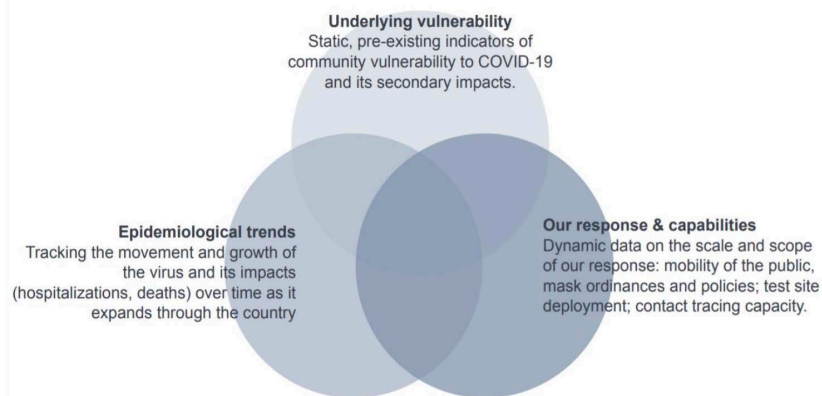 Underlying vulnerability
Static, pre-existing indicators of
community vulnerability to COVID-19
and its secondary impacts.
Epidemiological trends
Tracking the movement and growth of
the virus and its impacts
(hospitalizations, deaths) over time as it
expands through the country
Our response & capabilities
Dynamic data on the scale and scope
of our response: mobility of the public,
mask ordinances and policies; test site
deployment; contact tracing capacity.